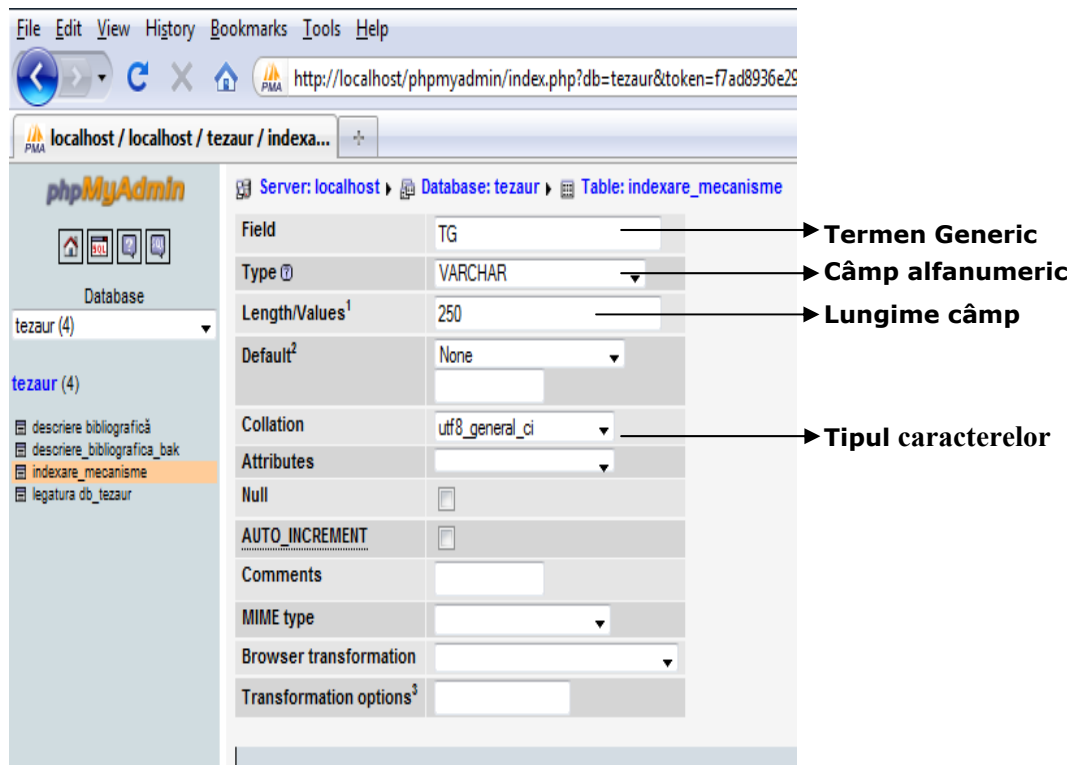 File Edit View History Bookmarks Tools Help
PMA http://localhost/phpmyadmin/index.php?db=tezaur&token=f7ad8936e29
PMA localhost / localhost / tezaur / indexa...
phpMyAdmin
SQL
Database
tezaur (4)
tezaur (4)
descriere bibliografică
descriere_bibliografica_bak
indexare_mecanisme
legatura db_tezaur
Server: localhost Database: tezaur Table: indexare_mecanisme
Field TG Termen Generic
Type VARCHAR Câmp alfanumeric
Length/Values1 250 Lungime câmp
Default2 None
Collation utf8_general_ci Tipul caracterelor
Attributes
Null
AUTO_INCREMENT
Comments
MIME type
Browser transformation
Transformation options3